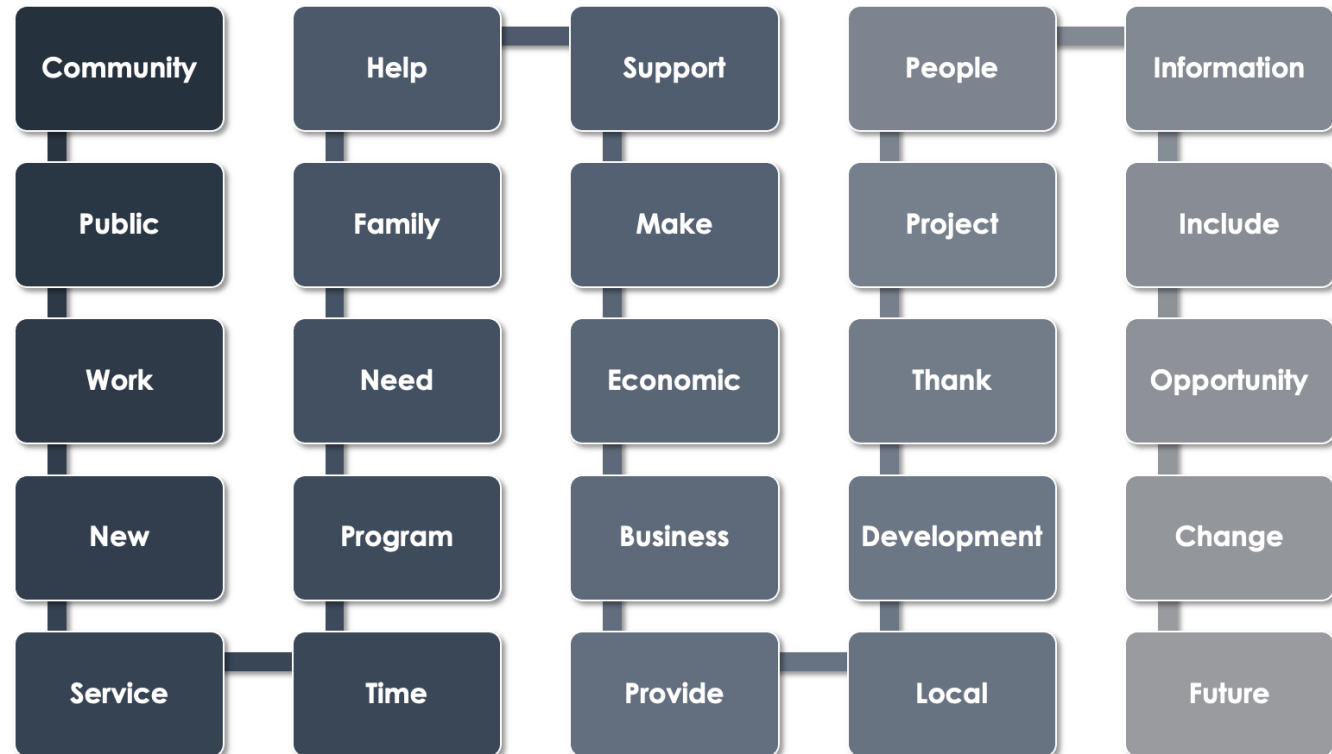 Community
Public
Work
New
Service
Time
Program
Need
Family
Help
Support
Make
Economic
Business
Provide
Local
Development
Thank
Project
People
Information
Include
Opportunity
Change
Future